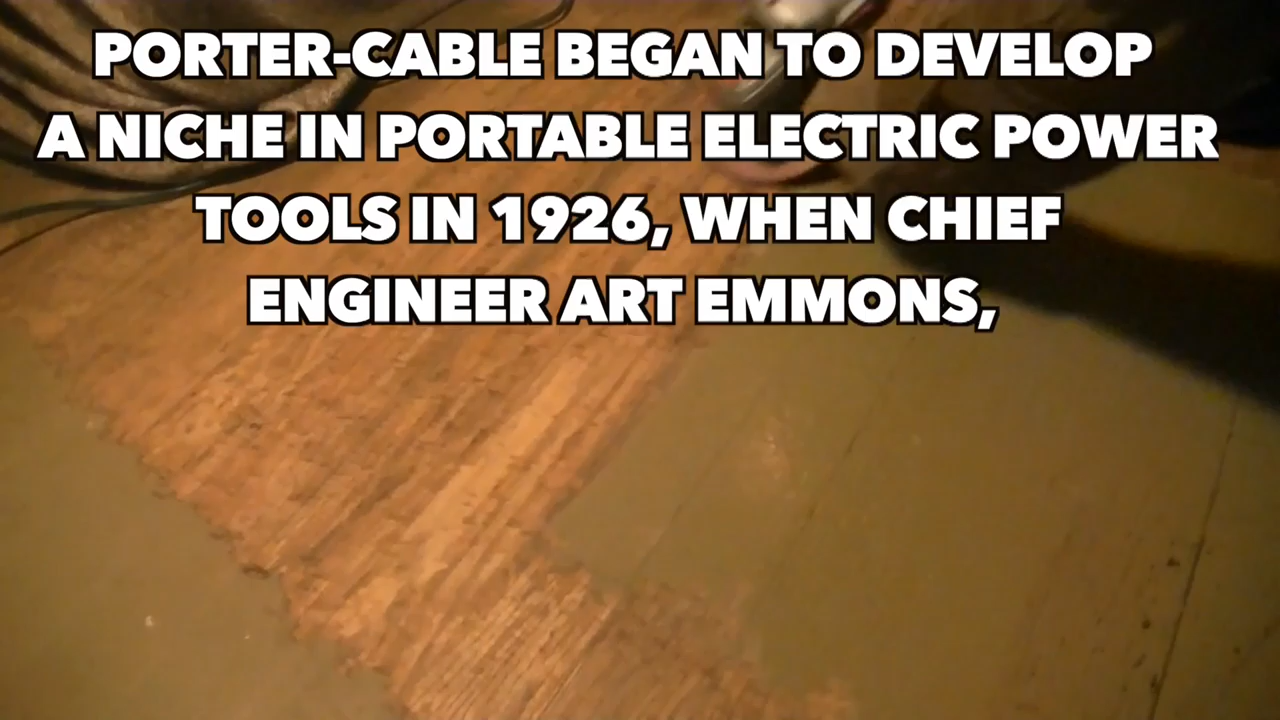 PORTER-CABLE BEGAN TO DEVELOP
A NICHE IN PORTABLE ELECTRIC POWER
TOOLS IN 1926, WHEN CHIEF
ENGINEER ART EMMONS,